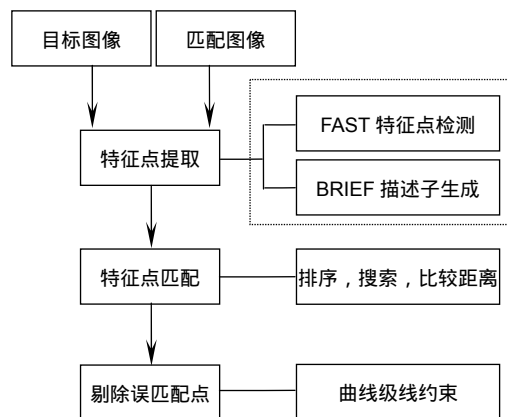 目标图像
匹配图像
FAST 特征点检测
特征点提取
BRIEF 描述子生成
特征点匹配
排序，搜索，比较距离
剔除误匹配点
曲线级线约束